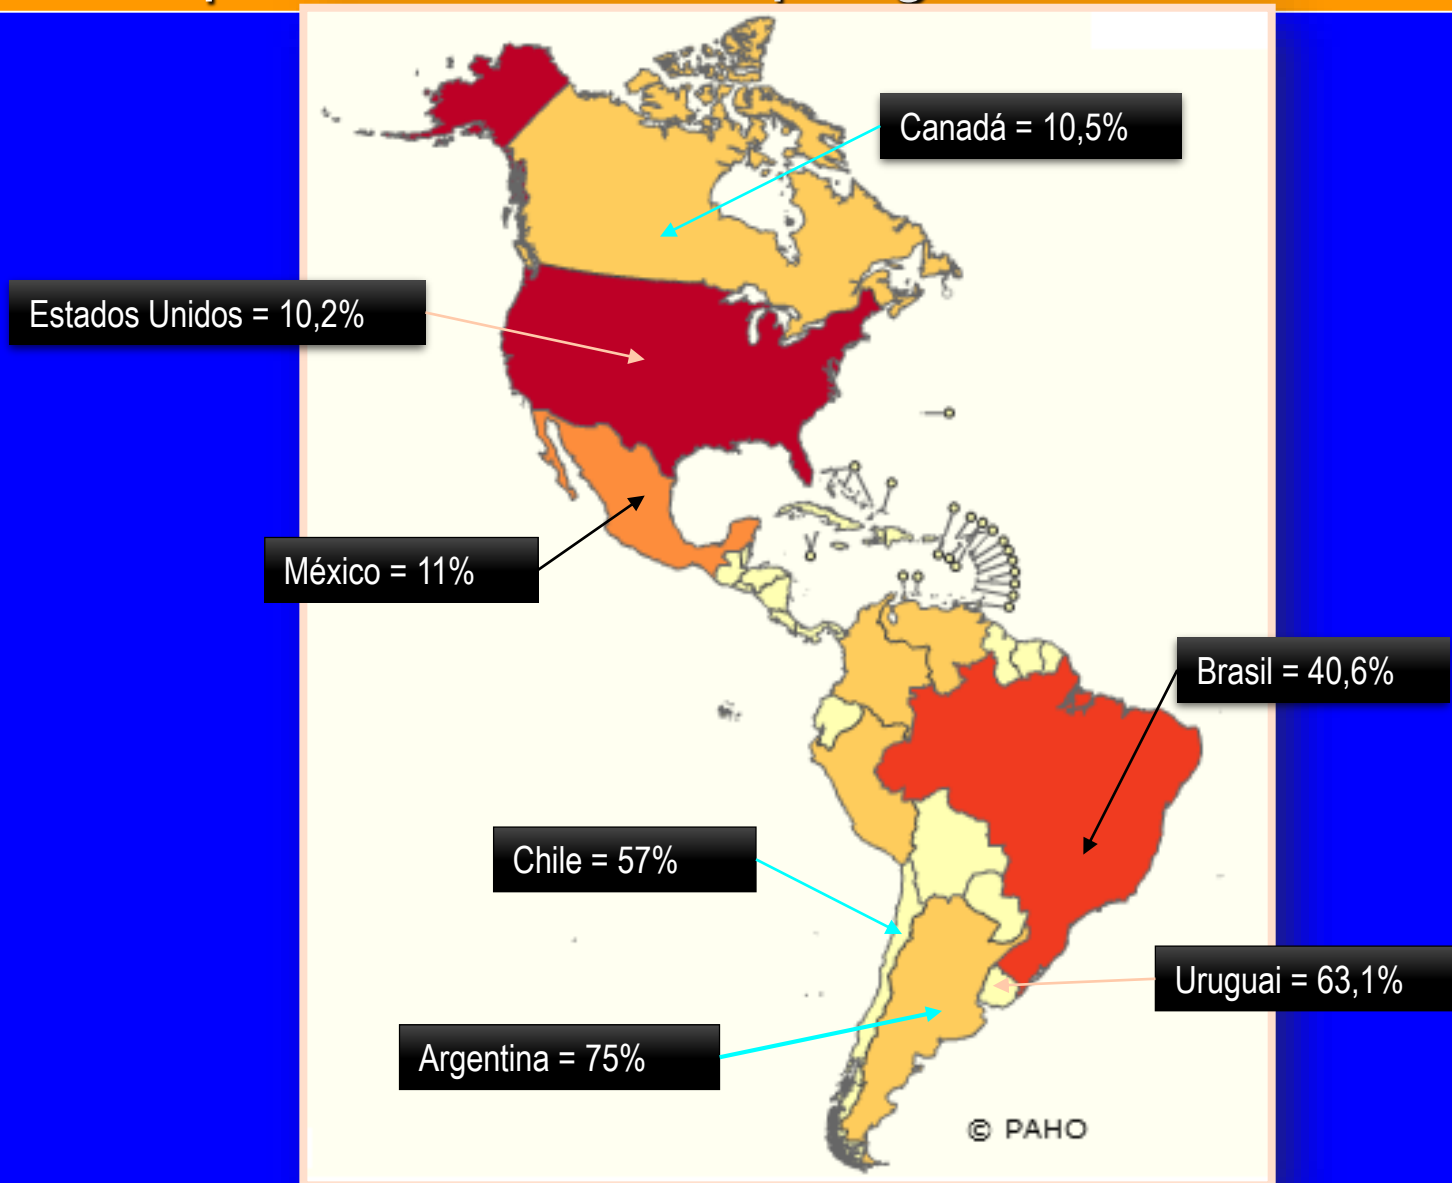 Canadá = 10,5%
Estados Unidos = 10,2%
México = 11%
Brasil = 40,6%
Chile = 57%
Uruguai = 63,1%
Argentina = 75%
© PAHO